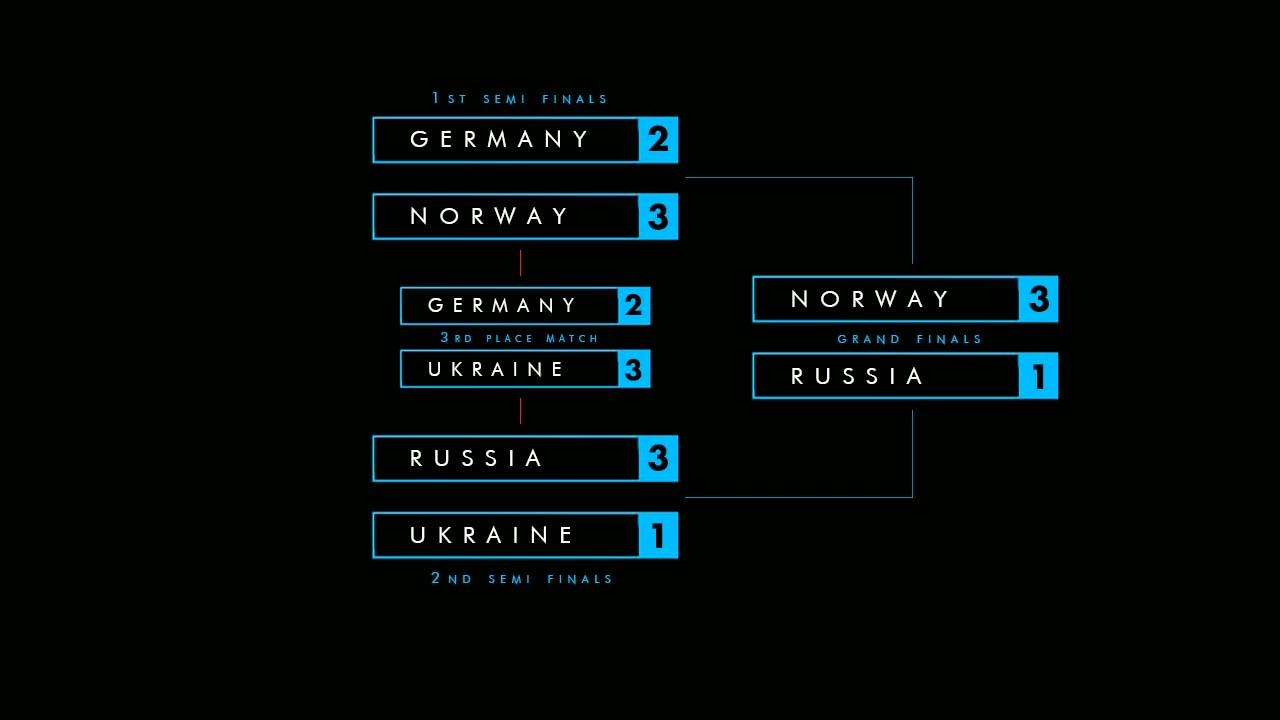 1ST SEMI FINALS
GERMANY 2
NORWAY 3
GERMANY 2
3RD PLACE MATCH
UKRAINE 3
RUSSIA 3
UKRAINE 1
2ND SEMI FINALS
NORWAY 3
GRAND FINALS
RUSSIA 1